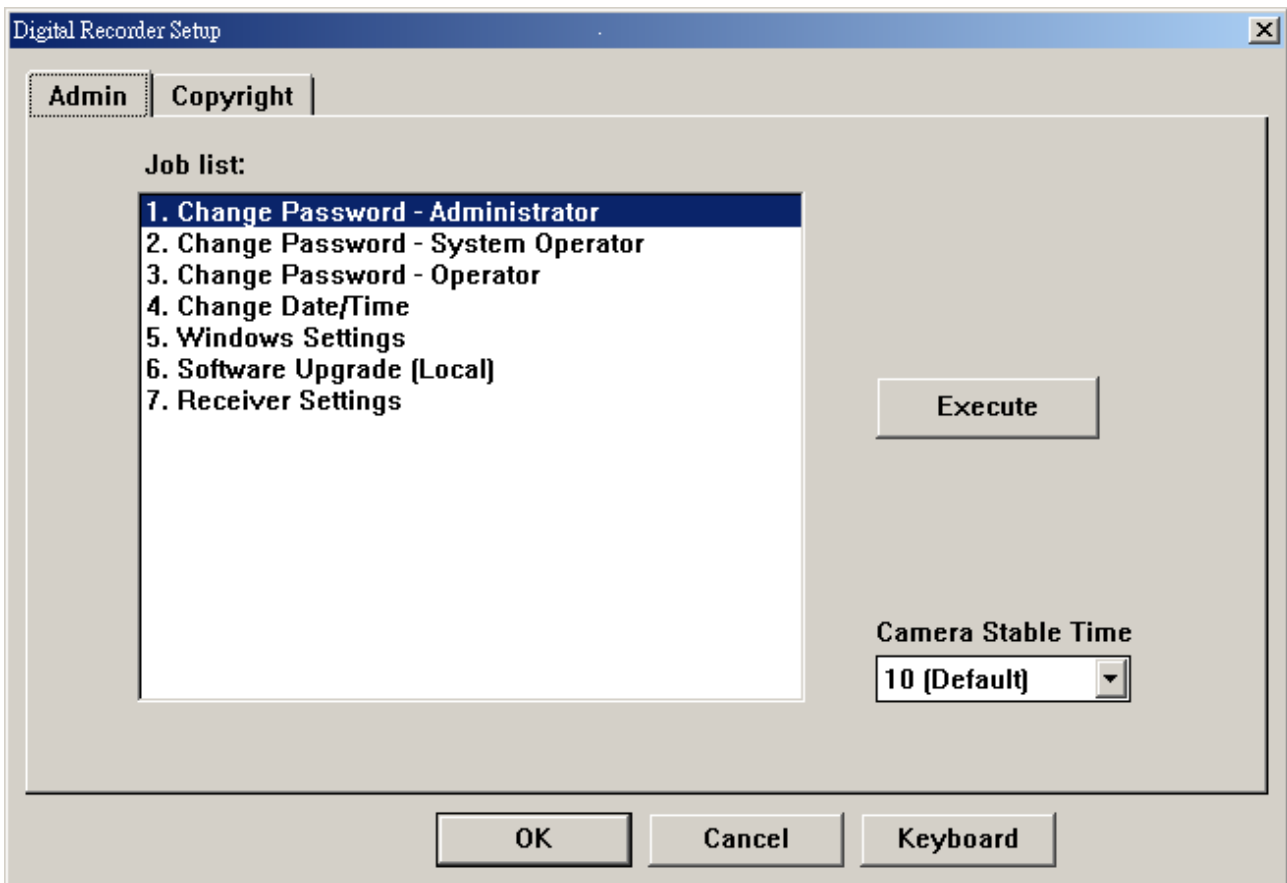 Digital Recorder Setup
Admin
Copyright
Job list:
1. Change Password - Administrator
2. Change Password - System Operator
3. Change Password - Operator
4. Change Date/Time
5. Windows Settings
6. Software Upgrade (Local)
7. Receiver Settings
Execute
Camera Stable Time
10 (Default)
OK
Cancel
Keyboard